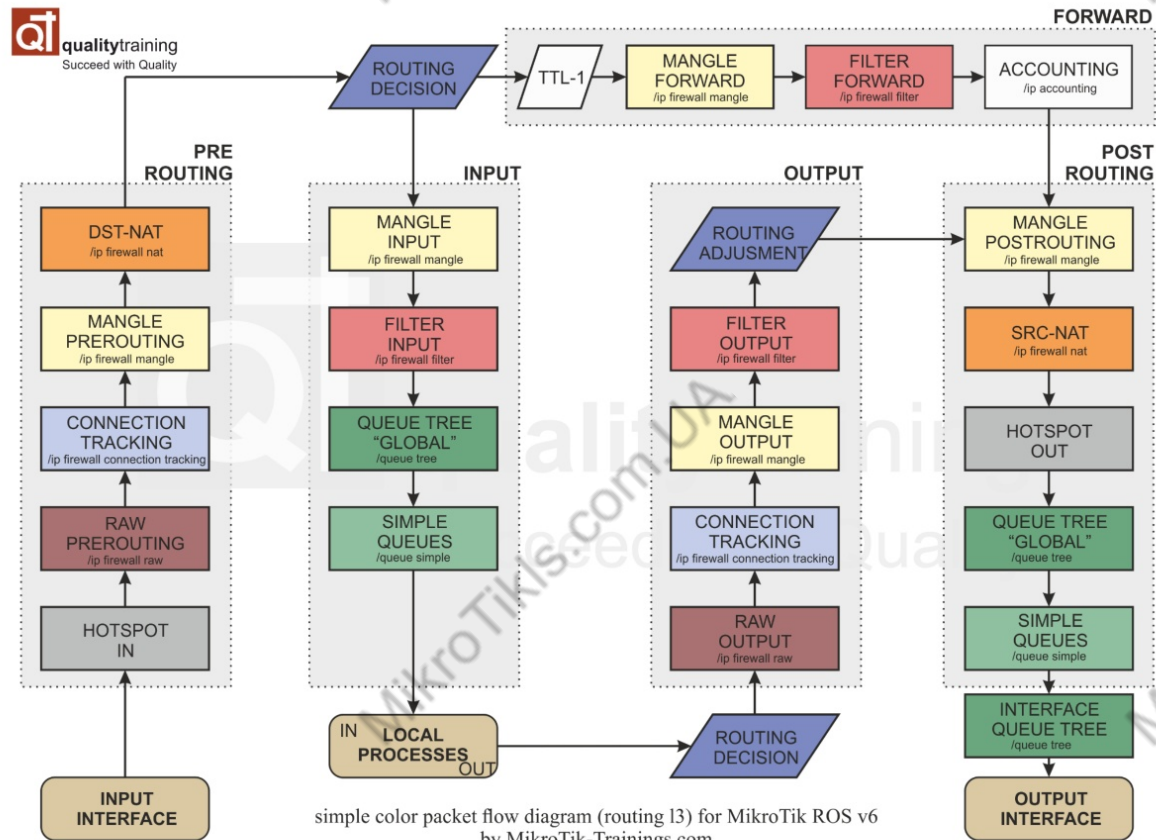 qualitytraining
Succeed with Quality
FORWARD
ROUTING
DECISION
TTL-1
MANGLE
FORWARD
/ip firewall mangle
FILTER
FORWARD
/ip firewall filter
ACCOUNTING
/ip accounting
PRE
ROUTING
DST-NAT
/ip firewall nat
MANGLE
PREROUTING
/ip firewall mangle
CONNECTION
TRACKING
/ip firewall connection tracking
RAW
PREROUTING
/ip firewall raw
HOTSPOT
IN
INPUT
INTERFACE
INPUT
MANGLE
INPUT
/ip firewall mangle
FILTER
INPUT
/ip firewall filter
QUEUE TREE
“GLOBAL”
/queue tree
SIMPLE
QUEUES
/queue simple
IN
LOCAL
PROCESSES
OUT
OUTPUT
ROUTING
ADJUSMENT
FILTER
OUTPUT
/ip firewall filter
MANGLE
OUTPUT
/ip firewall mangle
CONNECTION
TRACKING
/ip firewall connection tracking
RAW
OUTPUT
/ip firewall raw
ROUTING
DECISION
POST
ROUTING
MANGLE
POSTROUTING
/ip firewall mangle
SRC-NAT
/ip firewall nat
HOTSPOT
OUT
QUEUE TREE
“GLOBAL”
/queue tree
SIMPLE
QUEUES
/queue simple
INTERFACE
QUEUE TREE
/queue tree
OUTPUT
INTERFACE
MikroTikls.com.UA
simple color packet flow diagram (routing l3) for MikroTik ROS v6
by MikroTik-Trainings.com